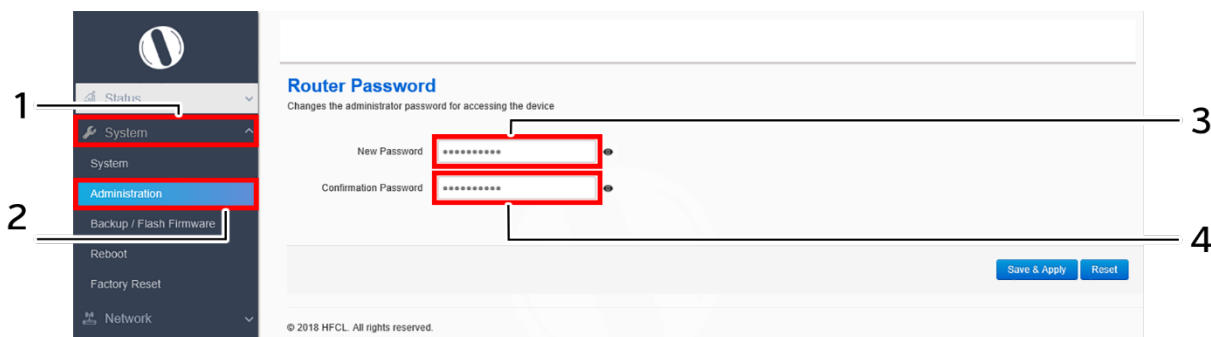 Status
System
System
Administration
Backup / Flash Firmware
Reboot
Factory Reset
Network
Router Password
Changes the administrator password for accessing the device
New Password ••••••••••
Confirmation Password ••••••••••
Save & Apply Reset
© 2018 HFCL. All rights reserved.
1
2
3
4